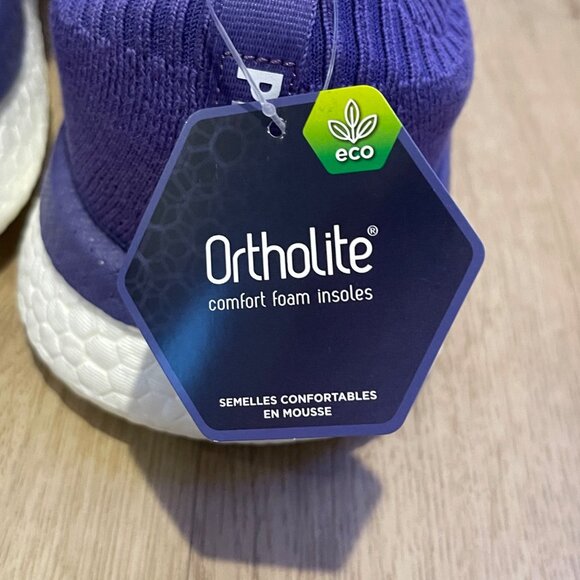 eco
Ortholite®
comfort foam insoles
SEMELLES CONFORTABLES
EN MOUSSE